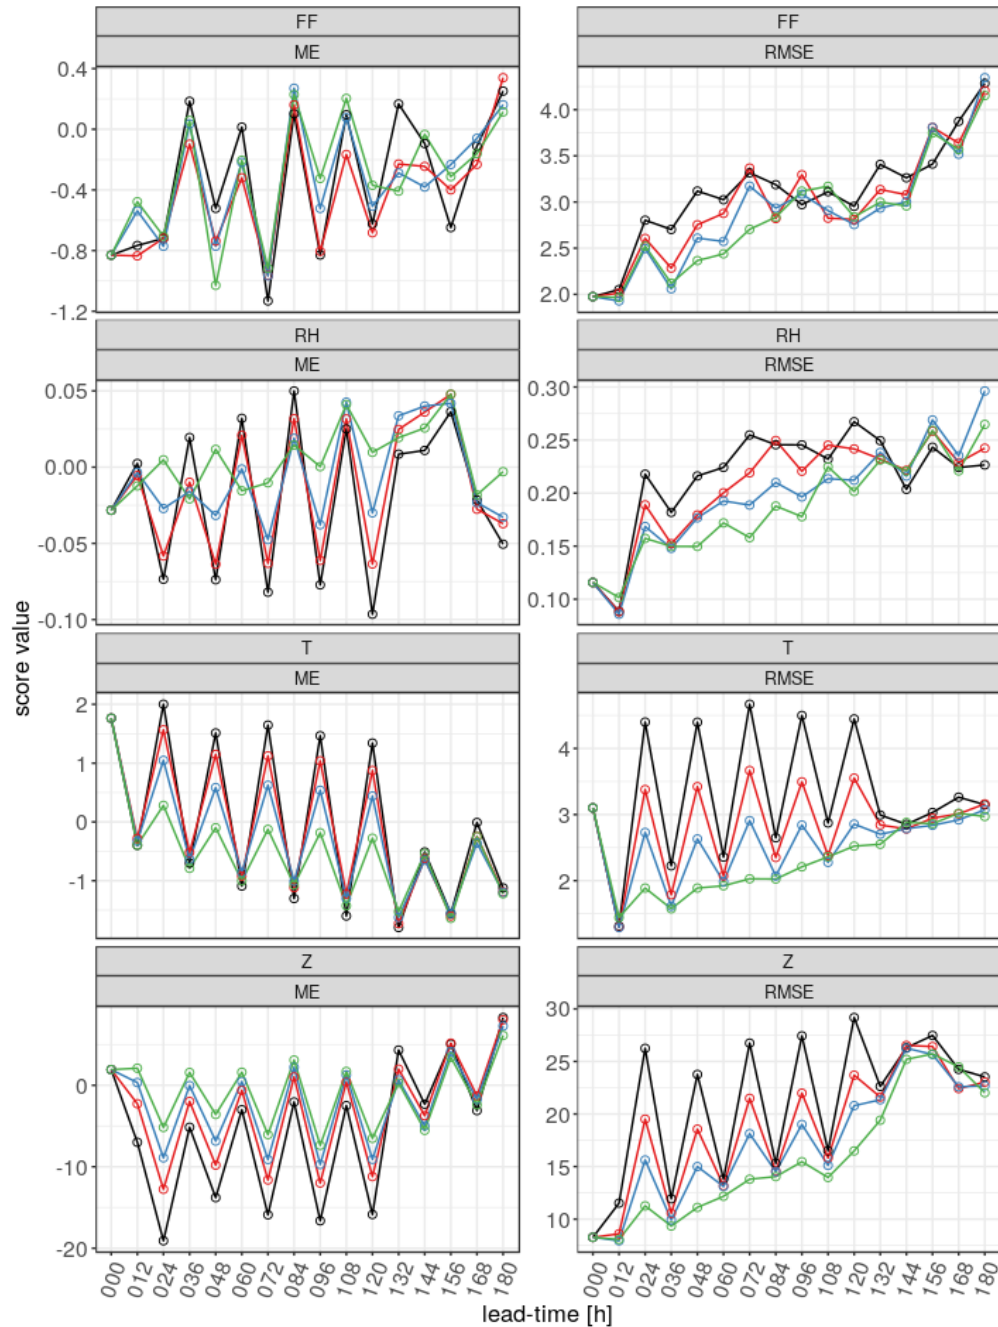 FF
ME
0.4
0.0
-0.4
-0.8
-1.2
FF
RMSE
4.0
3.5
3.0
2.5
2.0
RH
ME
0.05
0.00
-0.05
-0.10
RH
RMSE
0.30
0.25
0.20
0.15
0.10
score value
T
ME
2
1
0
-1
T
RMSE
4
3
2
Z
ME
0
-10
-20
Z
RMSE
30
25
20
15
10
000 012 024 036 048 060 072 084 096 108 120 132 144 156 168 180
000 012 024 036 048 060 072 084 096 108 120 132 144 156 168 180
lead-time [h]